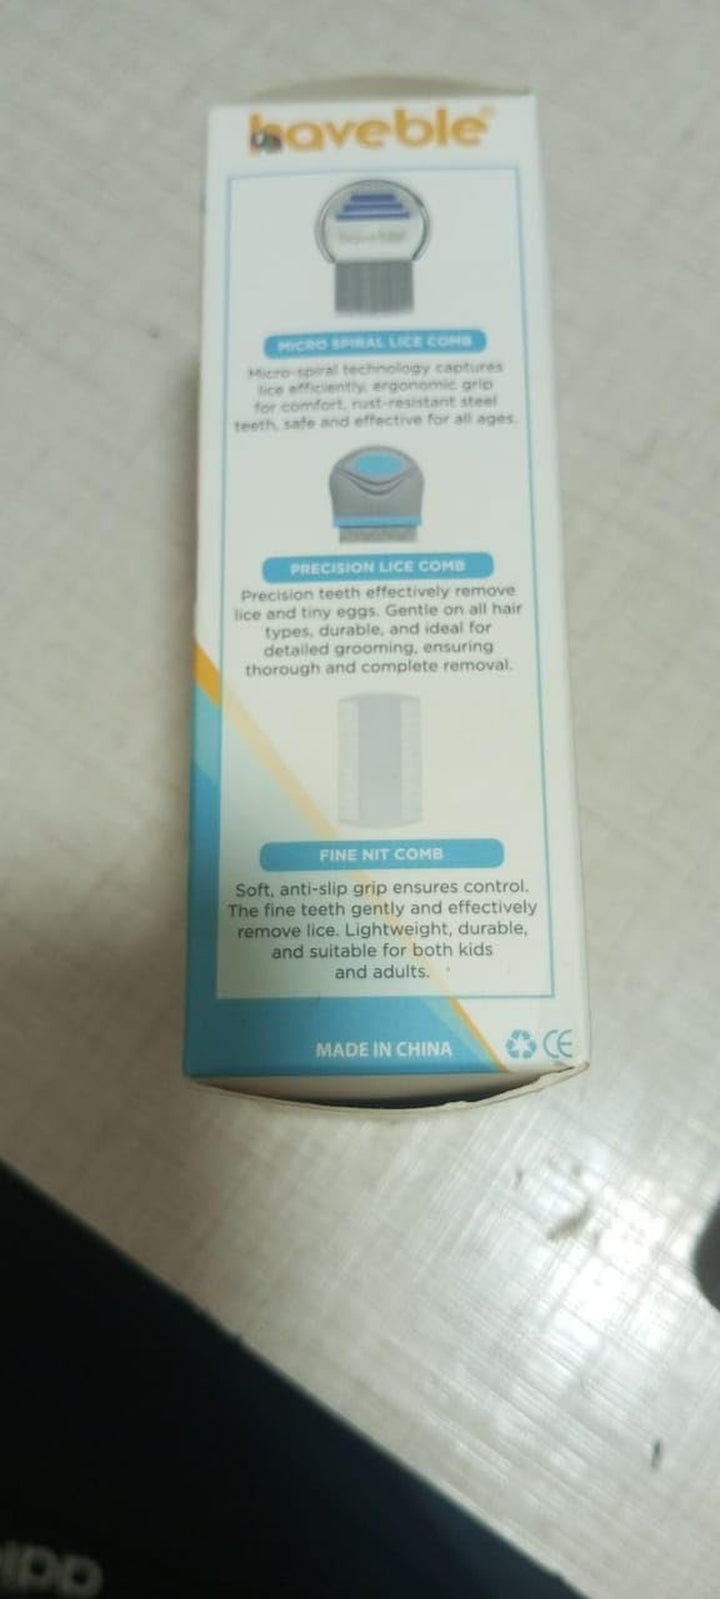 haveble®
MICRO SPIRAL LICE COMB
Micro-spiral technology captures
lice efficiently, ergonomic grip
for comfort, rust-resistant steel
teeth, safe and effective for all ages.
PRECISION LICE COMB
Precision teeth effectively remove
lice and tiny eggs. Gentle on all hair
types, durable, and ideal for
detailed grooming, ensuring
thorough and complete removal.
FINE NIT COMB
Soft, anti-slip grip ensures control.
The fine teeth gently and effectively
remove lice. Lightweight, durable,
and suitable for both kids
and adults.
MADE IN CHINA
CE